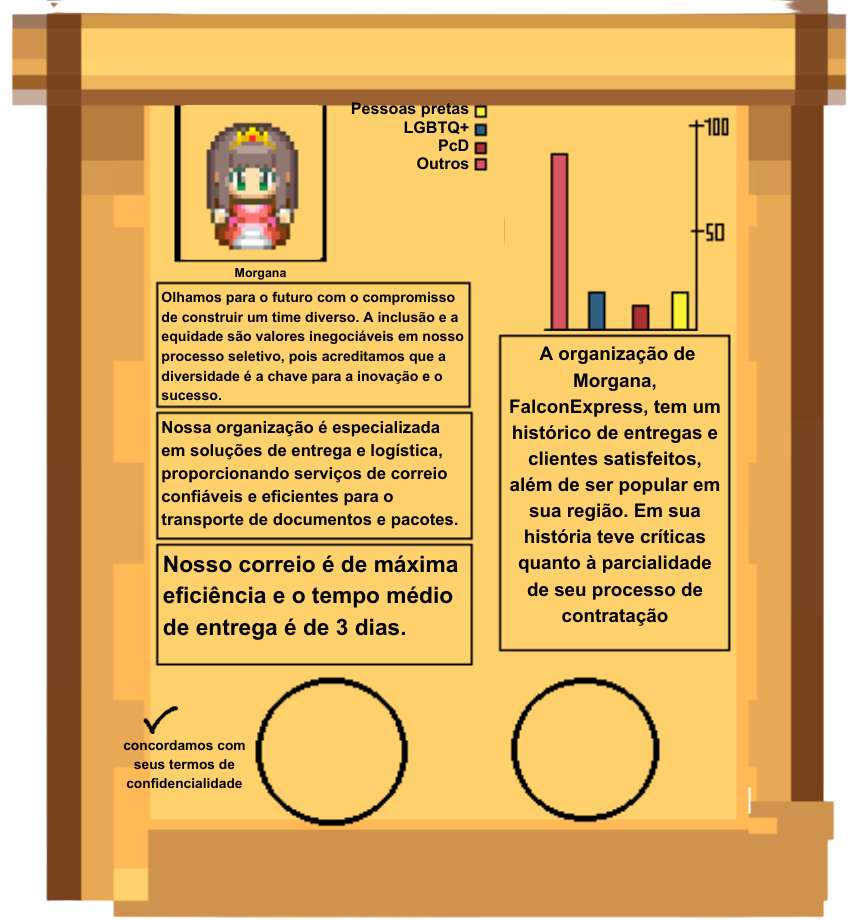 Pessoas pretas
LGBTQ+
PcD
Outros
100
50
Morgana
Olhamos para o futuro com o compromisso
de construir um time diverso. A inclusão e a
equidade são valores inegociáveis em nosso
processo seletivo, pois acreditamos que a
diversidade é a chave para a inovação e o
sucesso.
Nossa organização é especializada
em soluções de entrega e logística,
proporcionando serviços de correio
confiáveis e eficientes para o
transporte de documentos e pacotes.
Nosso correio é de máxima
eficiência e o tempo médio
de entrega é de 3 dias.
A organização de
Morgana,
FalconExpress, tem um
histórico de entregas e
clientes satisfeitos,
além de ser popular em
sua região. Em sua
história teve críticas
quanto à parcialidade
de seu processo de
contratação
concordamos com
seus termos de
confidencialidade